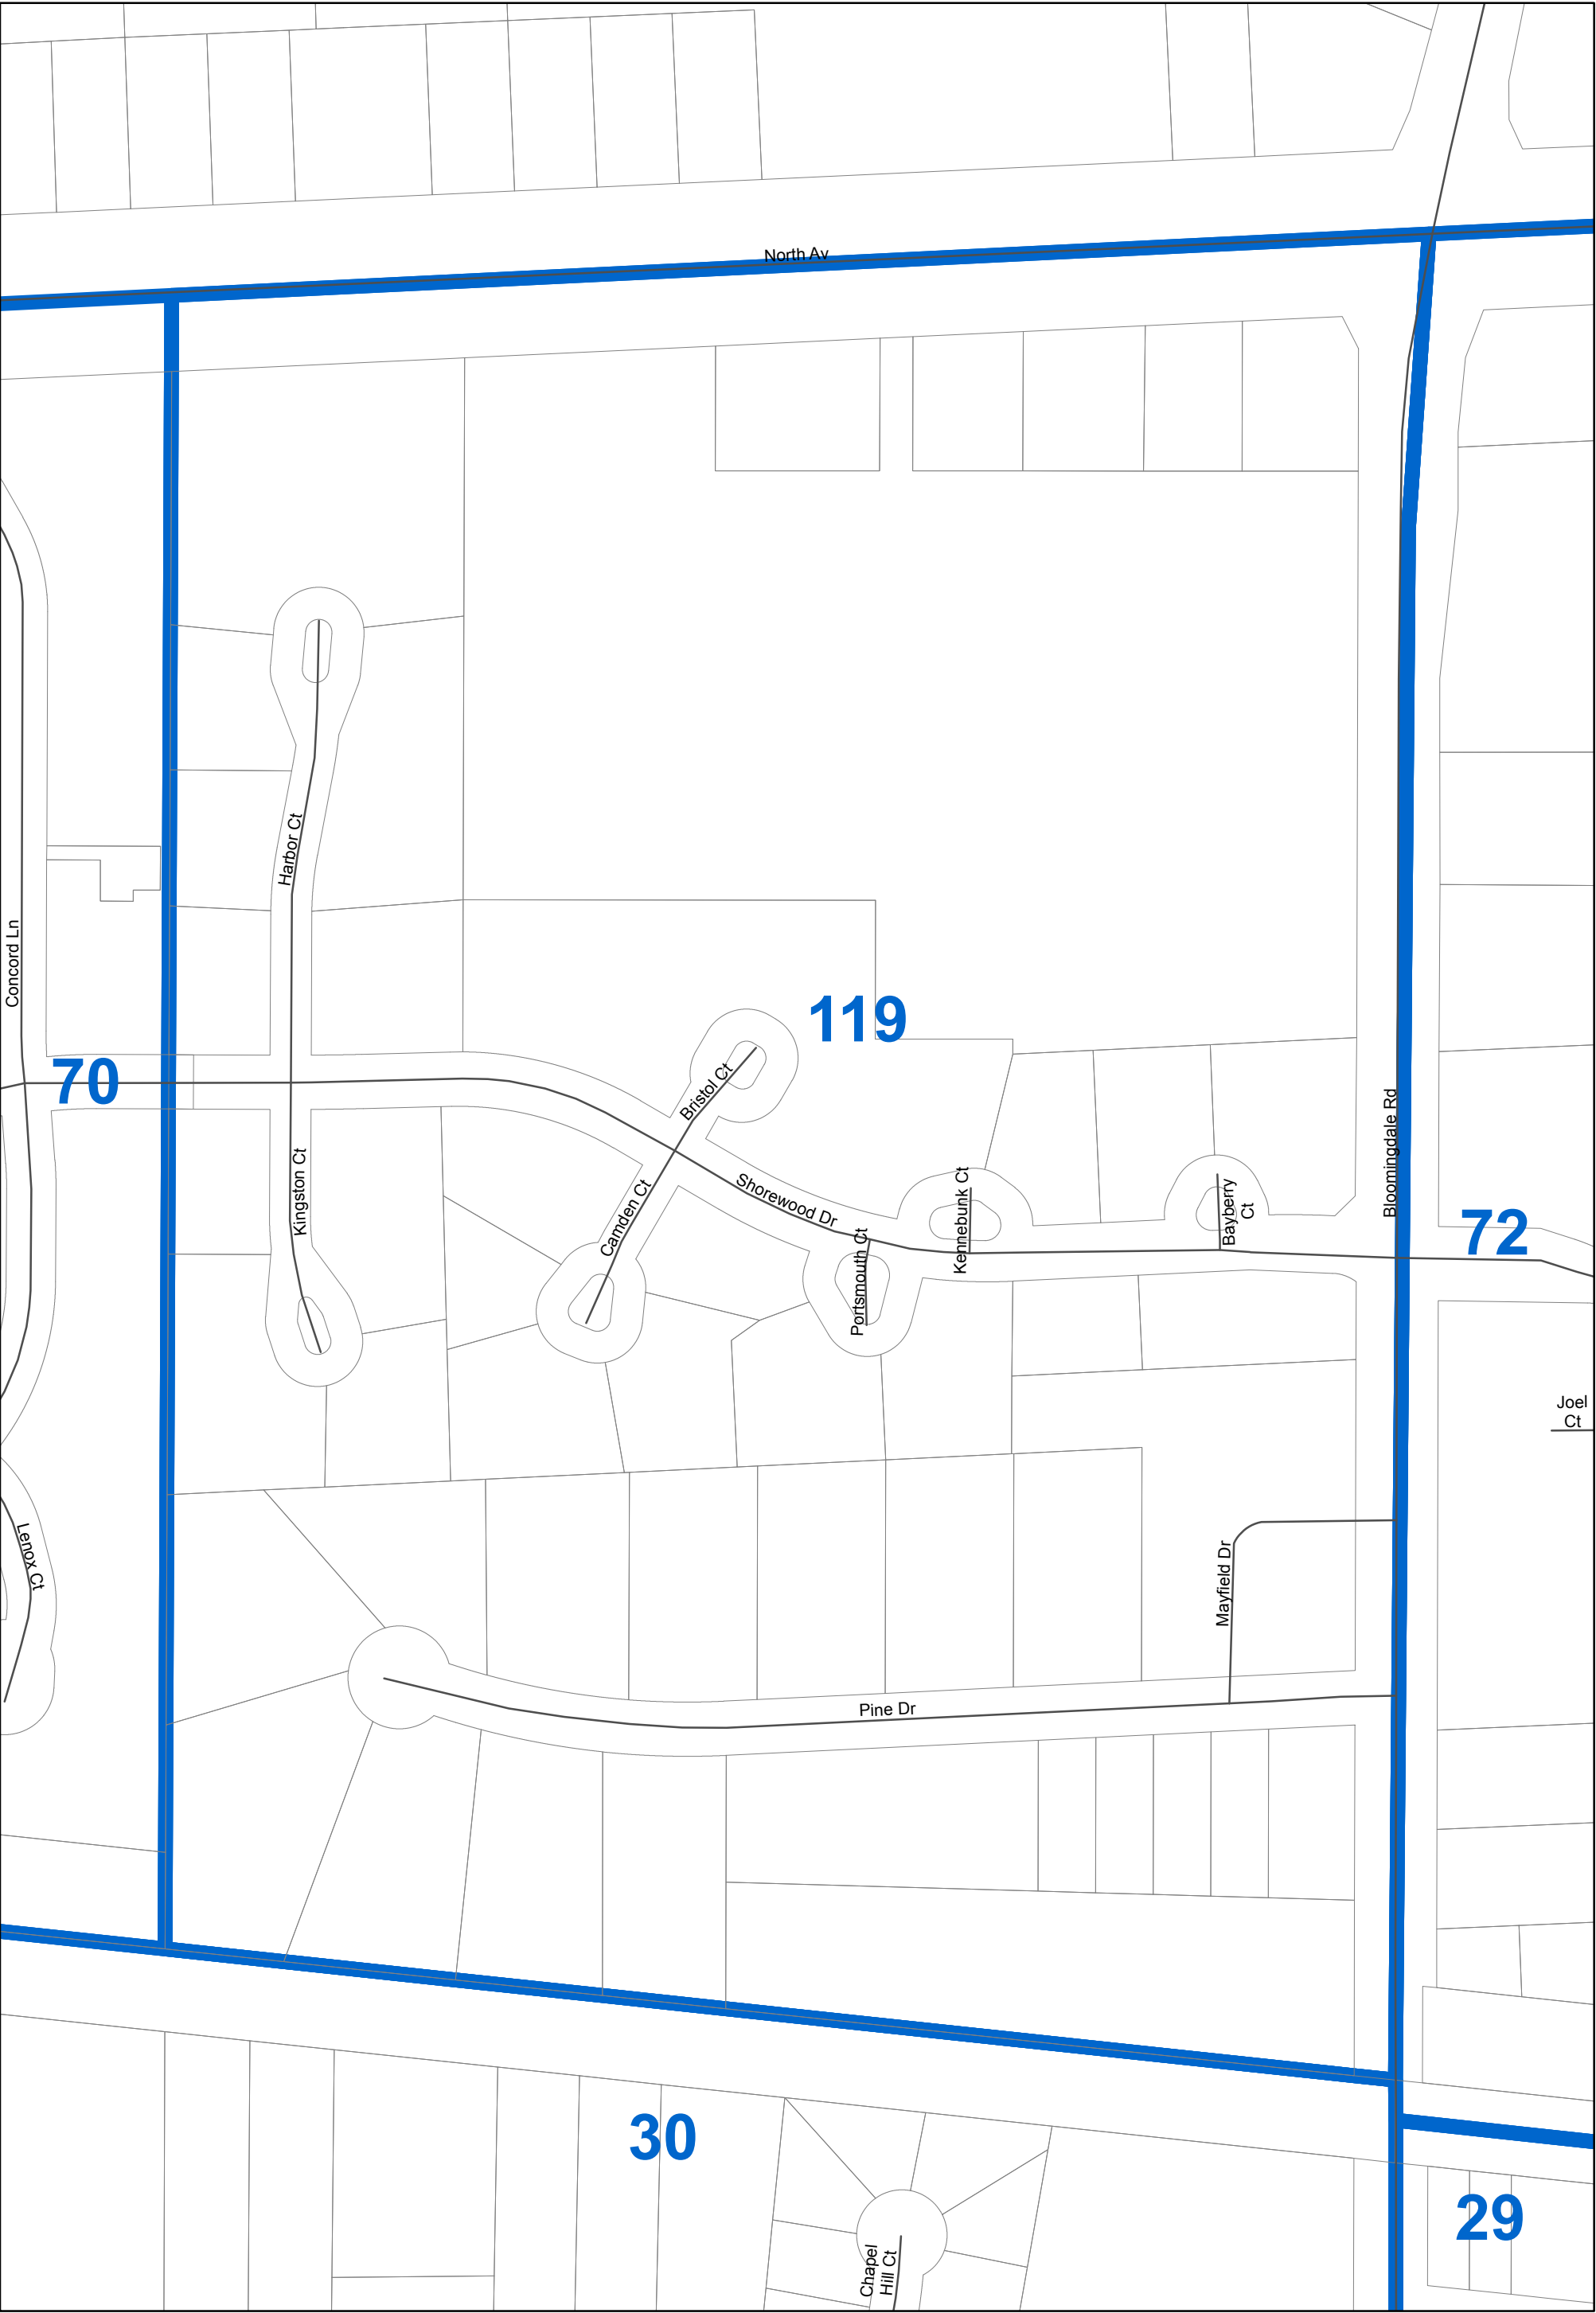 North Av
Harbor Ct
Concord Ln
119
70
Bristol Ct
Bloomingdale Rd
Kingston Ct
Camden Ct
Shorewood Dr
Kennebunk Ct
Bayberry
Ct
72
Portsmouth Ct
Joel
Ct
Lenox Ct
Mayfield Dr
Pine Dr
30
29
Chapel
Hill Ct